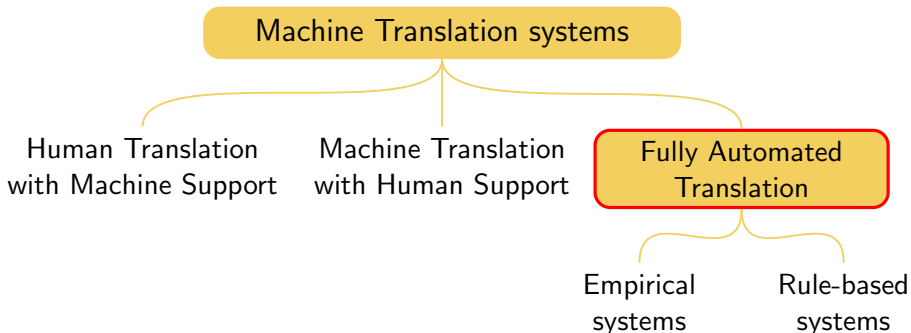 Machine Translation systems
Human Translation
with Machine Support
Machine Translation
with Human Support
Fully Automated
Translation
Empirical
systems
Rule-based
systems